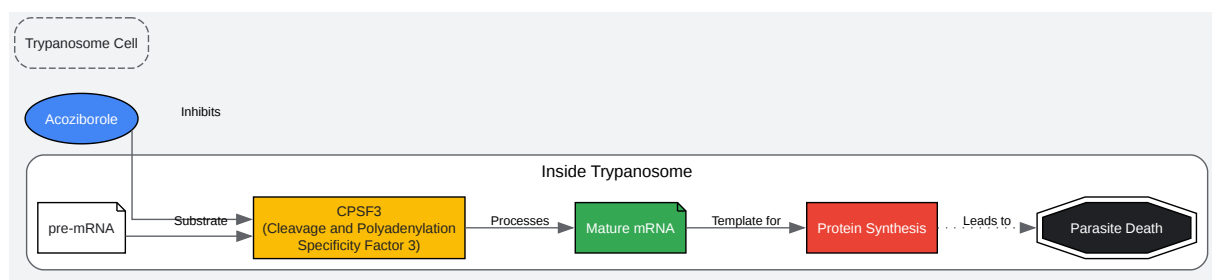 Trypanosome Cell
Acoziborole
Inhibits
Inside Trypanosome
pre-mRNA
Substrate
CPSF3
(Cleavage and Polyadenylation
Specificity Factor 3)
Processes
Mature mRNA
Template for
Protein Synthesis
Leads to
Parasite Death